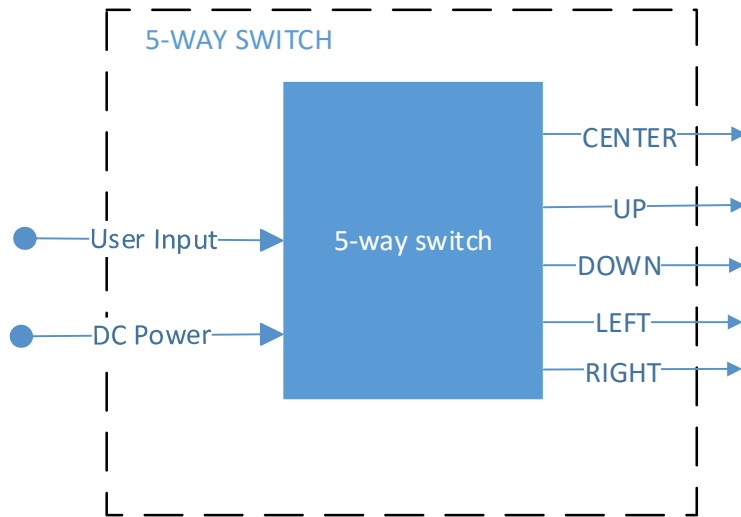 5-WAY SWITCH
CENTER
UP
User Input
5-way switch
DOWN
DC Power
LEFT
RIGHT